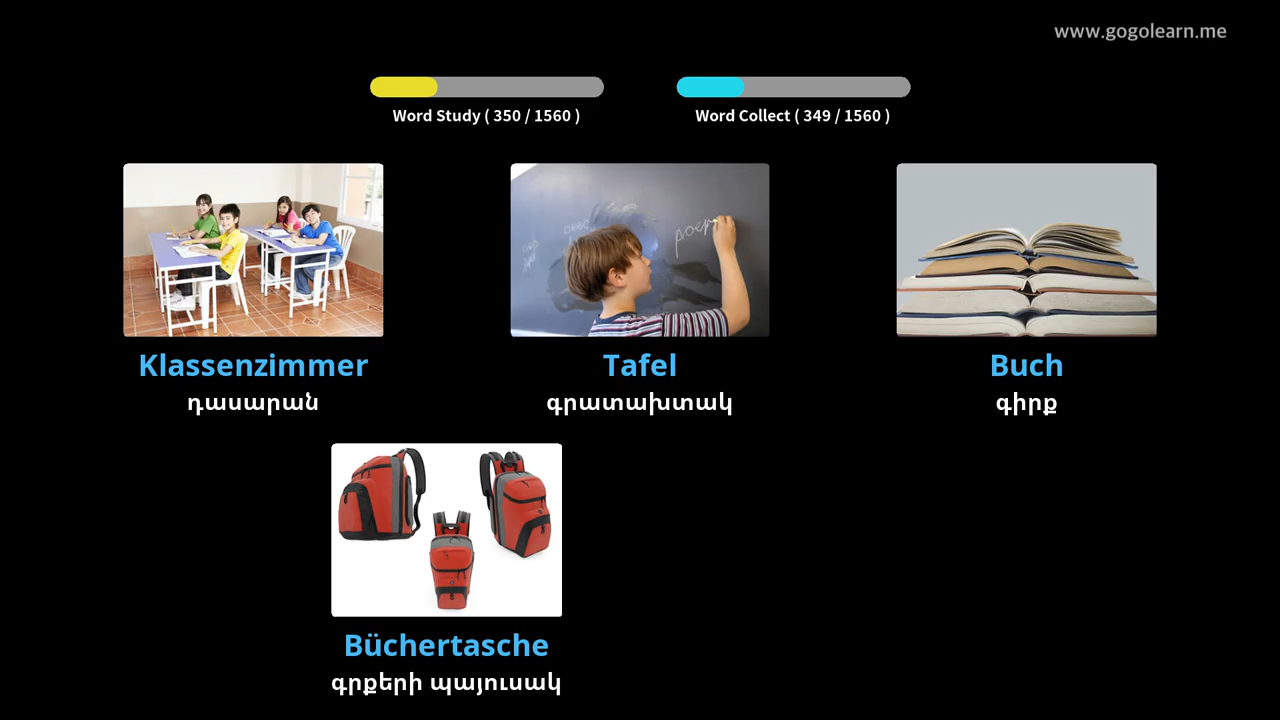 www.gogolearn.me
Word Study ( 350 / 1560 )
Word Collect ( 349 / 1560 )
poer
Klassenzimmer
Tafel
Buch
դասարան
գրատախտակ
գիրք
Büchertasche
գրքերի պայուսակ